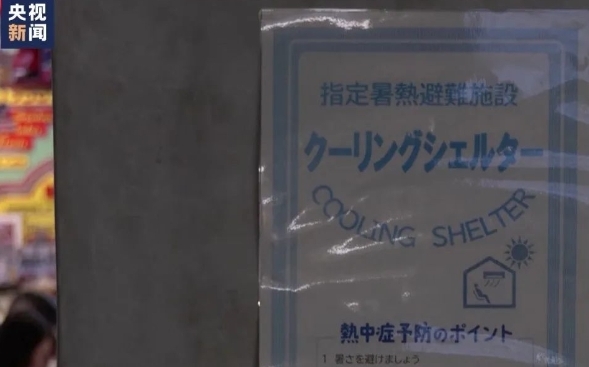 央视
新闻
指定暑熱避難施設
クーリングシェルター
COOLING SHELTER
熱中症予防のポイント
1 暑さを避けましょう